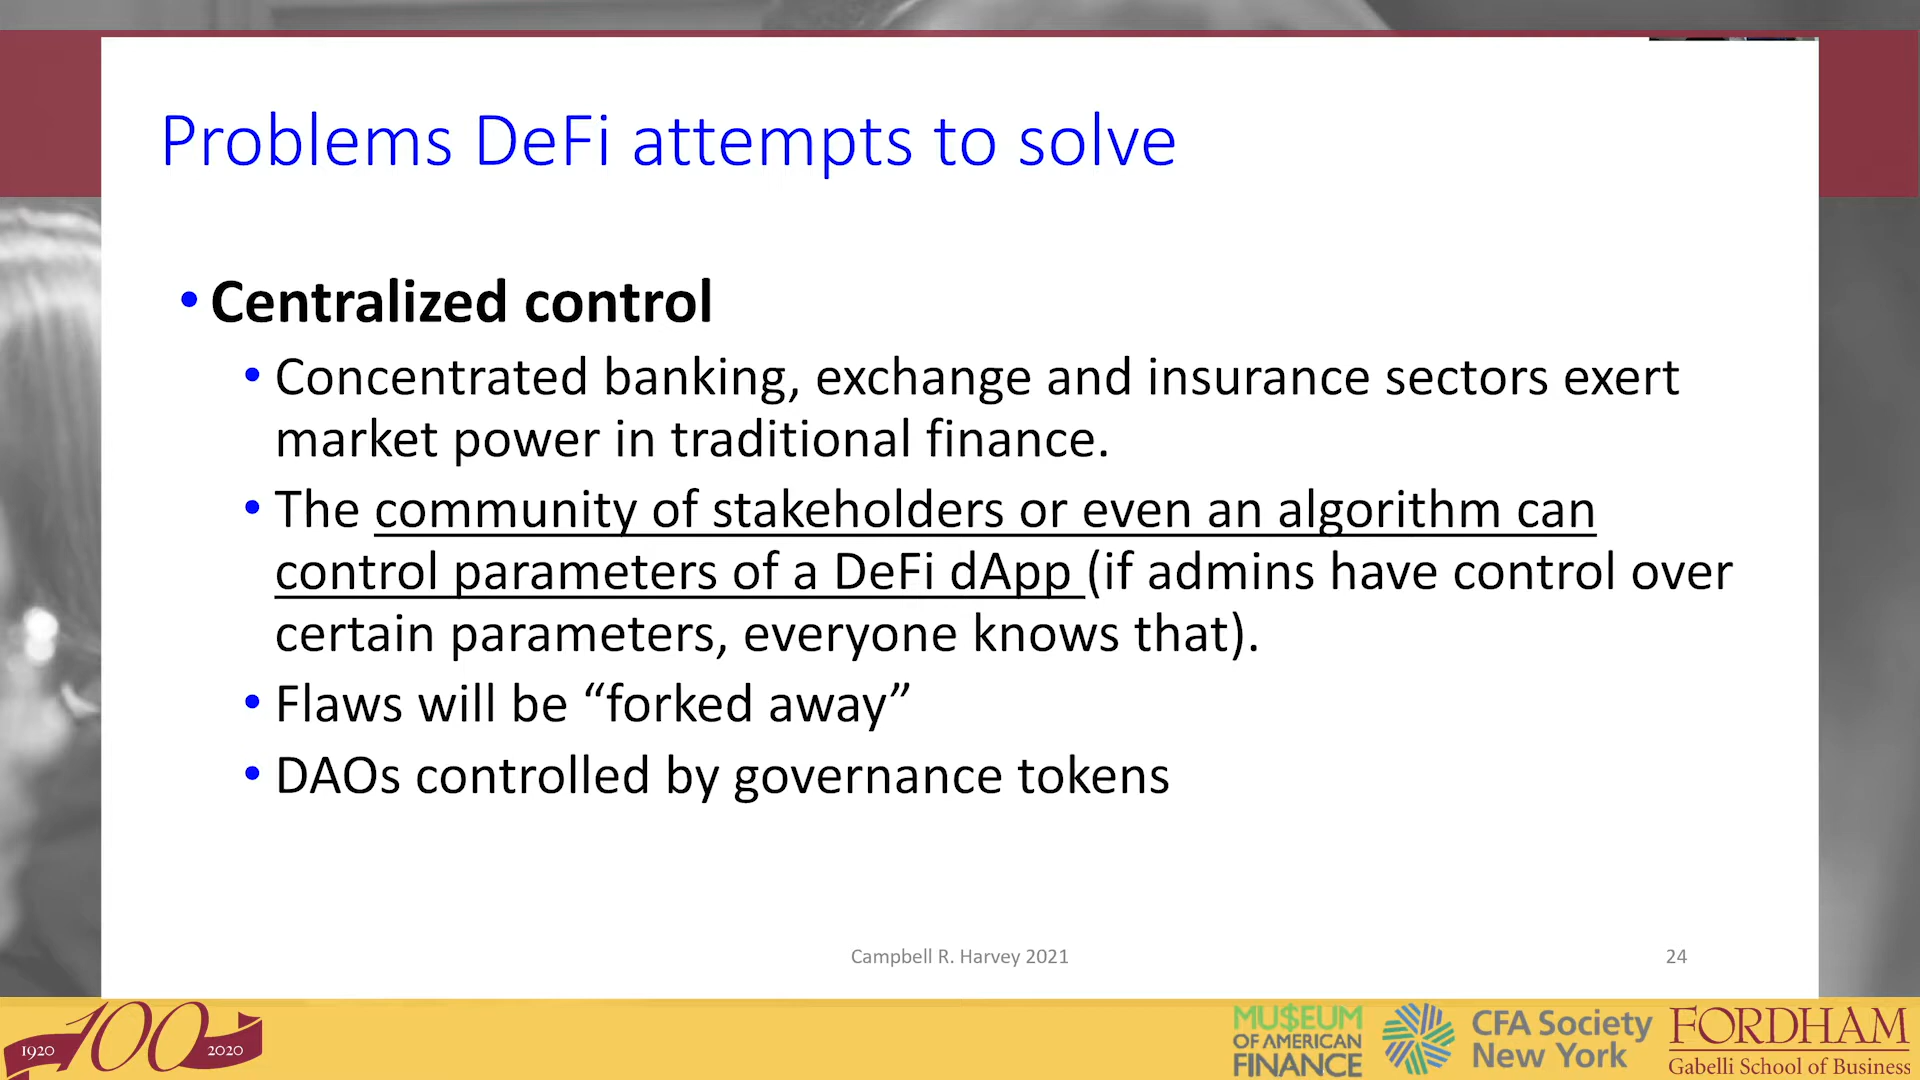 Problems DeFi attempts to solve
• Centralized control
• Concentrated banking, exchange and insurance sectors exert
market power in traditional finance.
• The community of stakeholders or even an algorithm can
control parameters of a DeFi dApp (if admins have control over
certain parameters, everyone knows that).
• Flaws will be “forked away”
• DAOs controlled by governance tokens
Campbell R. Harvey 2021
24
1920 100 2020
MU$EUM
OF AMERICAN
FINANCE
CFA Society
New York
FORDHAM
Gabelli School of Business